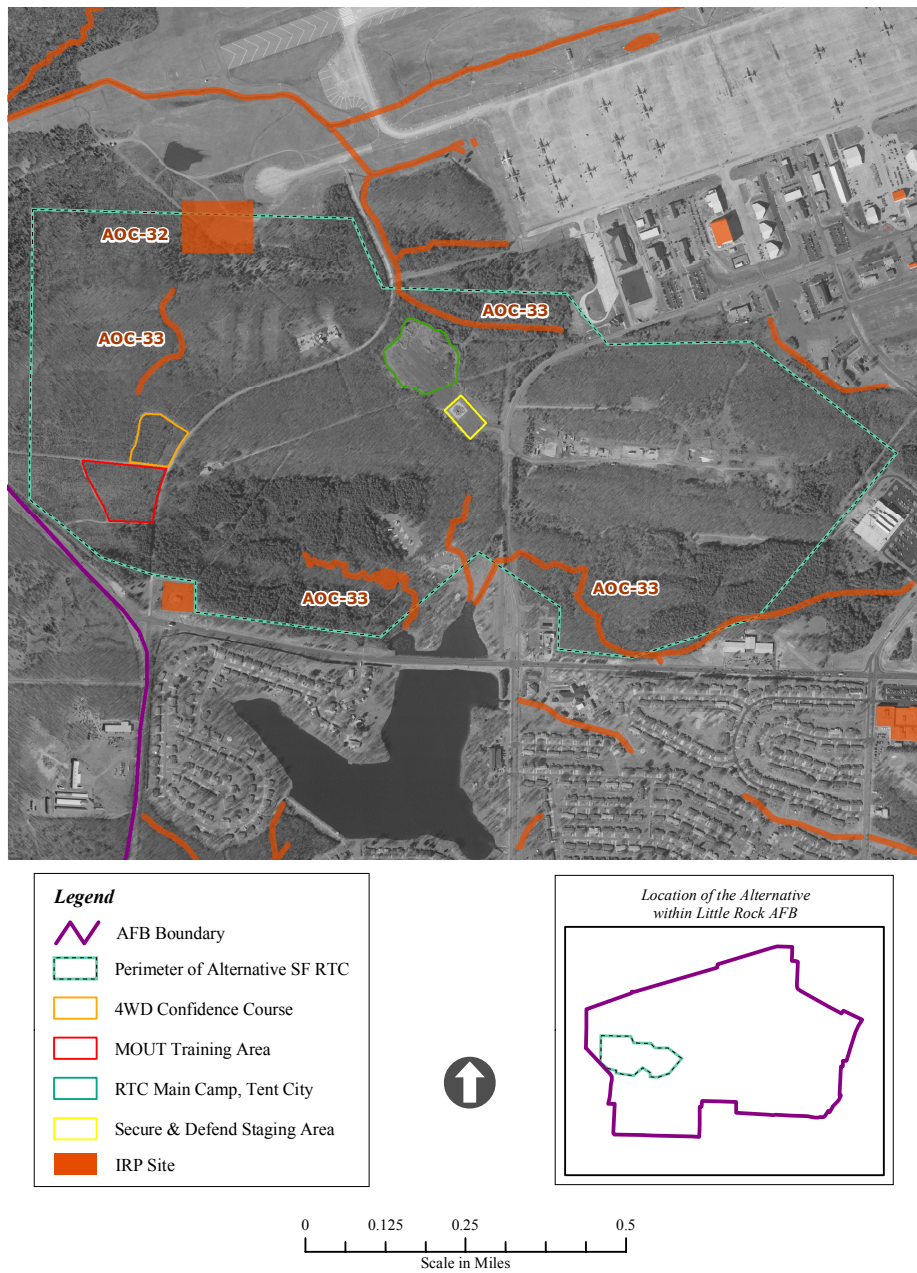 AOC-32
AOC-33
AOC-33
AOC-33
AOC-33
Legend
AFB Boundary
Perimeter of Alternative SF RTC
4WD Confidence Course
MOUT Training Area
RTC Main Camp, Tent City
Secure & Defend Staging Area
IRP Site
Location of the Alternative
within Little Rock AFB
0 0.125 0.25 0.5
Scale in Miles